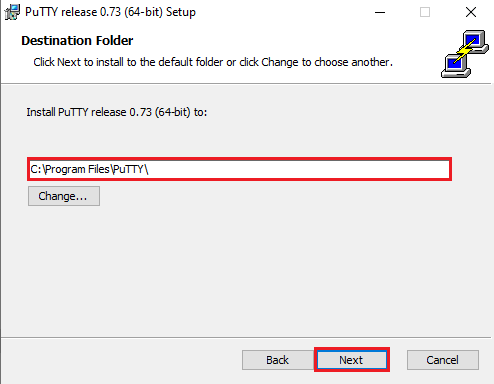 PuTTY release 0.73 (64-bit) Setup
Destination Folder
Click Next to install to the default folder or click Change to choose another.
Install PuTTY release 0.73 (64-bit) to:
C:\Program Files\PuTTY\
Change...
Back Next Cancel